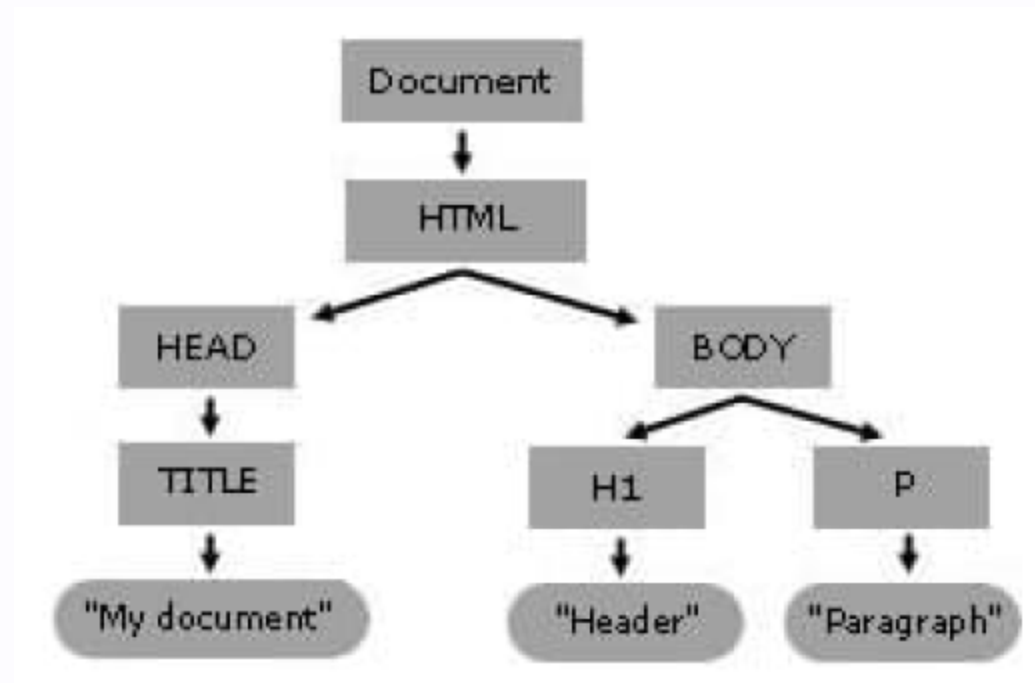 Document
HTML
HEAD
BODY
TITLE
H1
P
"My document"
"Header"
"Paragraph"